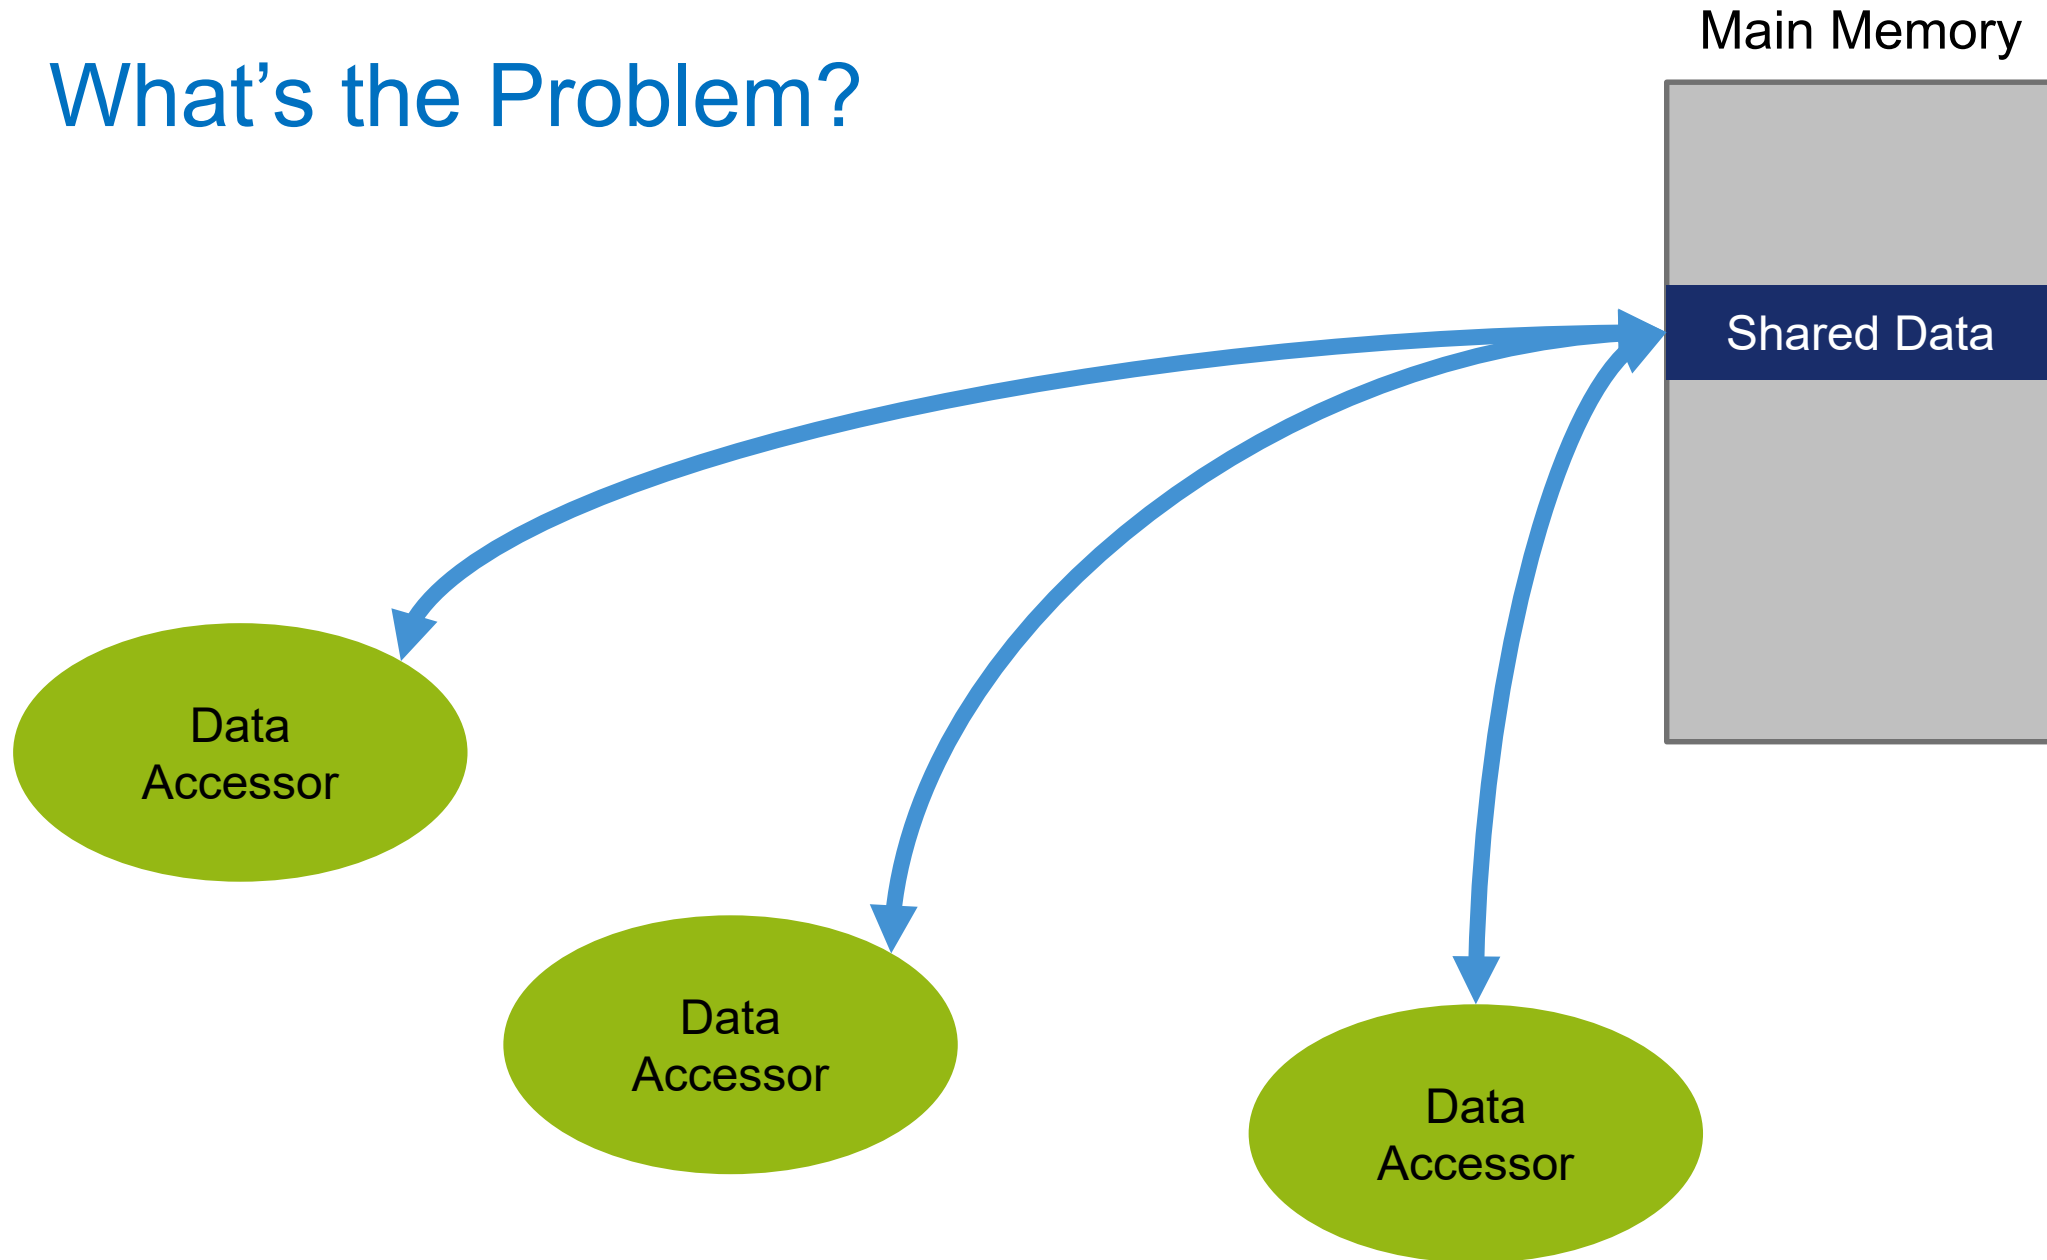 What’s the Problem?
Main Memory
Shared Data
Data
Accessor
Data
Accessor
Data
Accessor